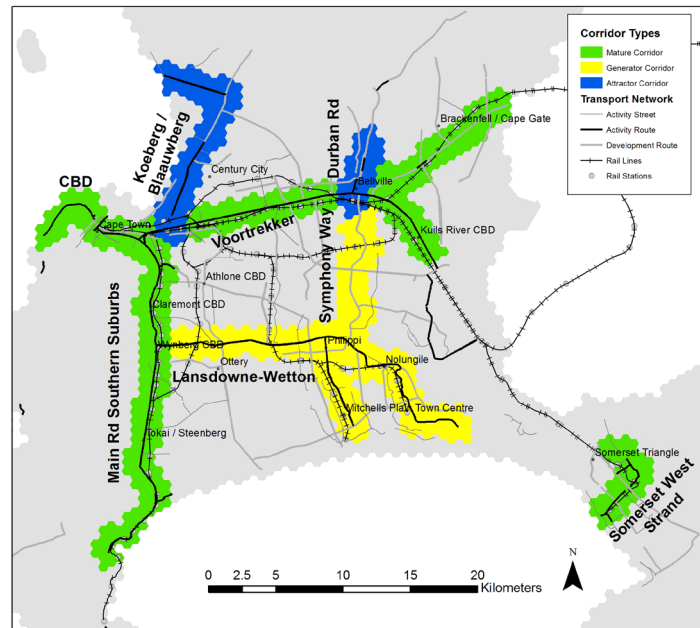 Corridor Types
Mature Corridor
Generator Corridor
Attractor Corridor
Transport Network
Activity Street
Activity Route
Development Route
Rail Lines
Rail Stations
Koeberg /
Blaauwberg
Durban Rd
Brackenfell / Cape Gate
Century City
CBD
Bellville
Cape Town
Voortrekker
Kuils River CBD
Symphony Way
Athlone CBD
Claremont CBD
Main Rd Southern Suburbs
Wynberg CBD
Philippi
Ottery
Nolungile
Lansdowne-Wetton
Mitchells Plain Town Centre
Tokai / Steenberg
Somerset Triangle
Somerset West
Strand
N
0 2.5 5 10 15 20
Kilometers